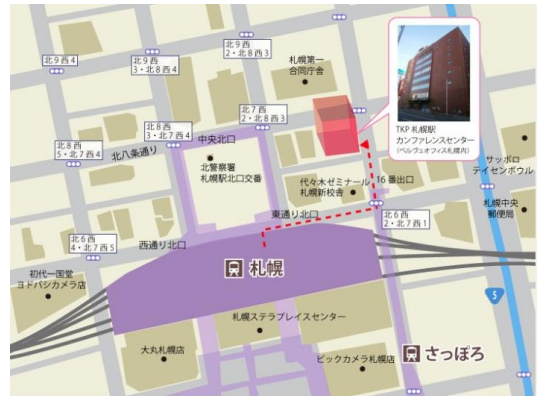 北9西4
北9西
3・北8西4
北9西
2・北8西3
札幌第一
合同庁舎
TKP 札幌駅
カンファレンスセンター
(ベルヴュオフィス札幌内)
北7西
2・北8西3
北8西
3・北7西4
中央北口
北8西
5・北7西4
北八条通り
北警察署
札幌駅北口交番
代々木ゼミナール
札幌新校舎
16番出口
サッポロ
テイセンボウル
札幌中央
郵便局
東通り北口
北6西
2・北7西1
北6西
4・北7西5
西通り北口
札幌
初代一国堂
ヨドバシカメラ店
5
札幌ステラプレイスセンター
大丸札幌店
ビックカメラ札幌店
さっぽろ